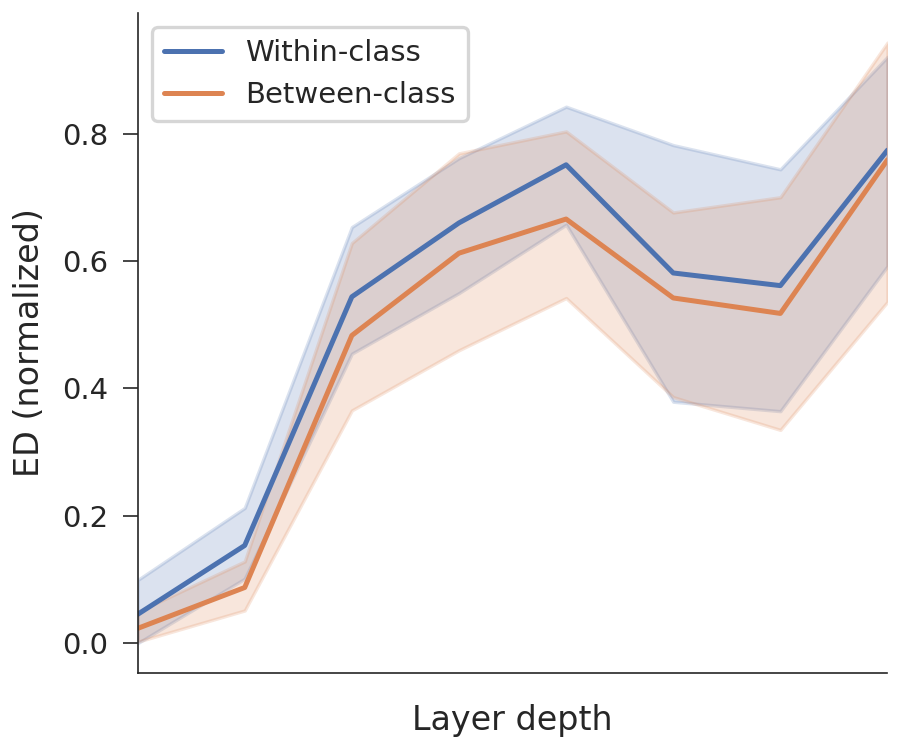 Within-class
Between-class
0.8
0.6
0.4
0.2
0.0
ED (normalized)
Layer depth